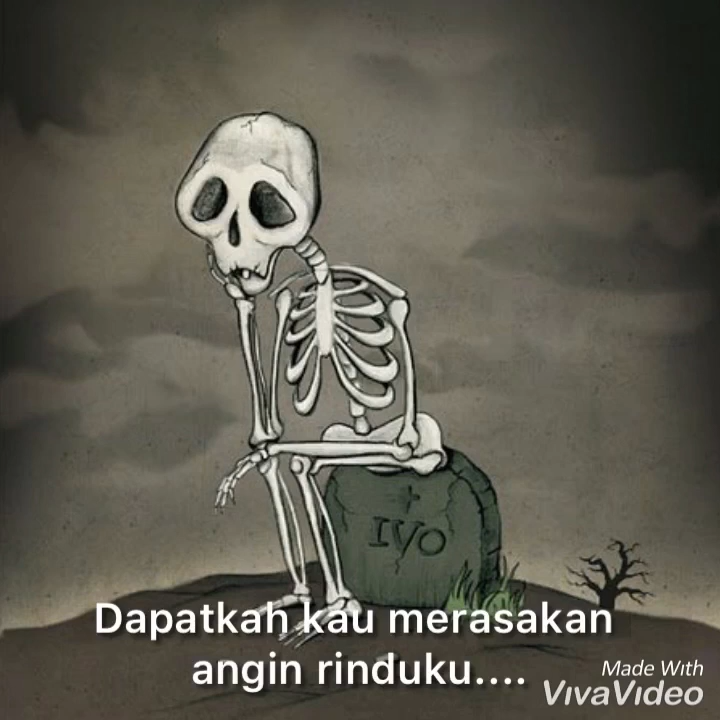 IVO
Dapatkah kau merasakan
angin rinduku....
Made With
VivaVideo